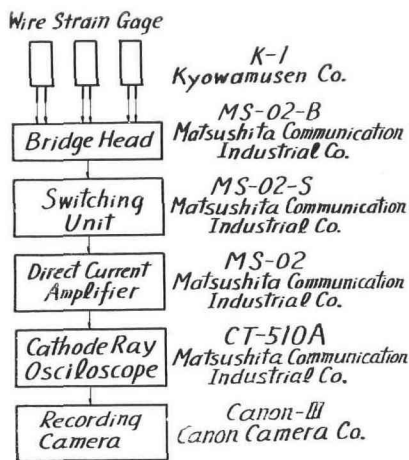 Wire Strain Gage
K-1
Kyowamusen Co.
Bridge Head
MS-02-B
Matsushita Communication
Industrial Co.
Switching
Unit
MS-02-S
Matsushita Communication
Industrial Co.
Direct Current
Amplifier
MS-02
Matsushita Communication
Industrial Co.
Cathode Ray
Osciloscope
CT-510A
Matsushita Communication
Industrial Co.
Recording
Camera
Canon-III
Canon Camera Co.